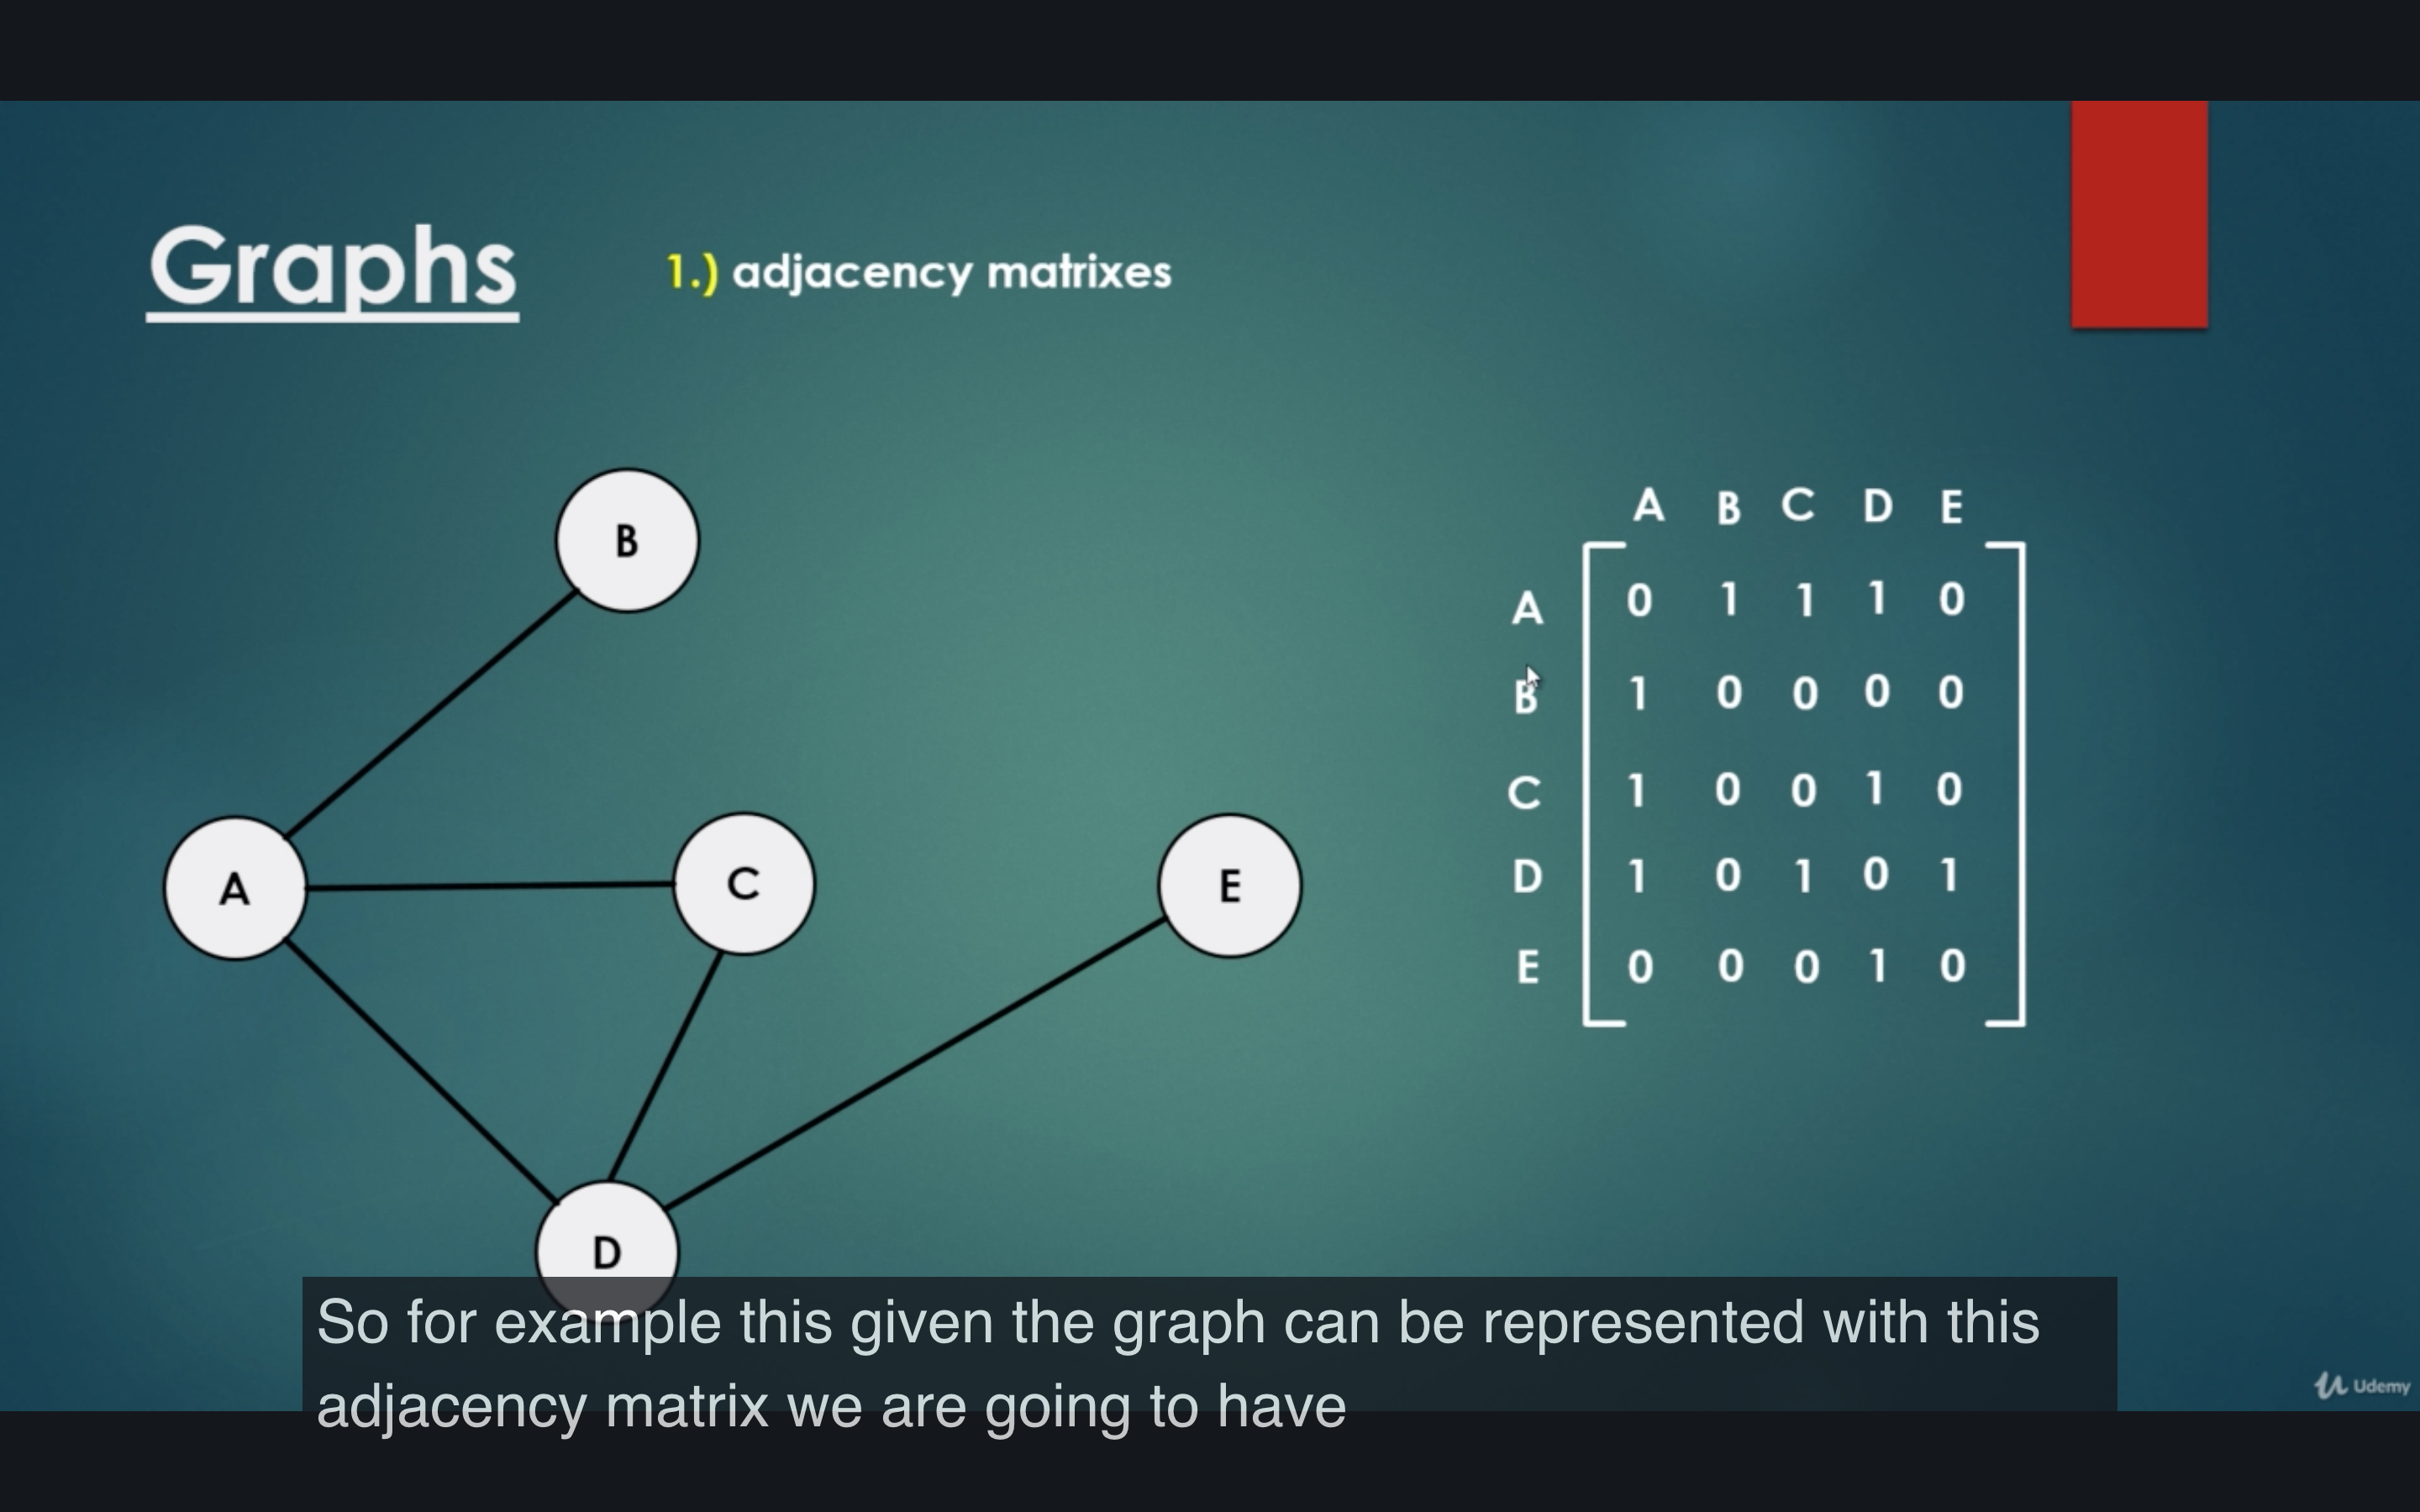 Graphs
1.) adjacency matrixes
B
A
C
E
D
A B C D E
A 0 1 1 1 0
B 1 0 0 0 0
C 1 0 0 1 0
D 1 0 1 0 1
E 0 0 0 1 0
So for example this given the graph can be represented with this
adjacency matrix we are going to have
Udemy